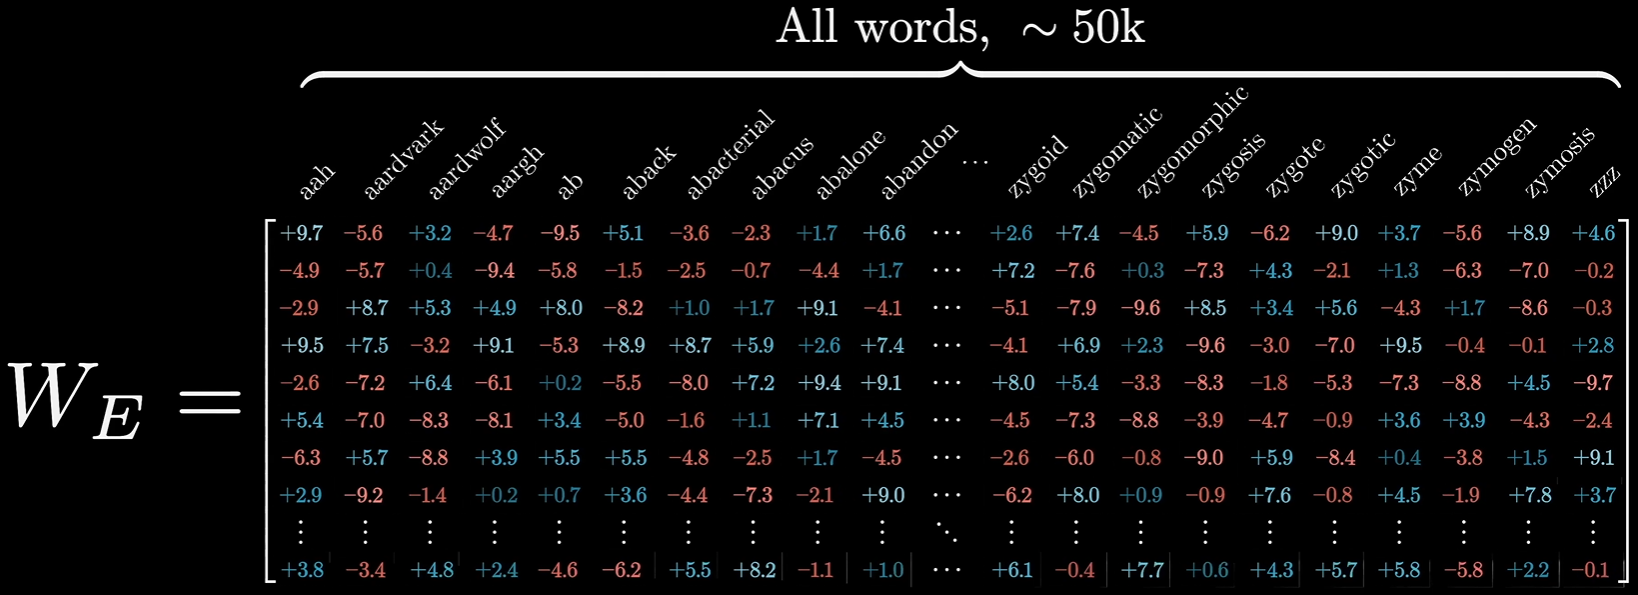 All words, ∼ 50k
aah aardvark aardwolf aargh ab aback abacterial abacus abalone abandon ⋯ zygoid zygomatic zygomorphic zygosis zygote zygotic zyme zymogen zymosis zzz
+9.7 −5.6 +3.2 −4.7 −9.5 +5.1 −3.6 −2.3 +1.7 +6.6 ⋯ +2.6 +7.4 −4.5 +5.9 −6.2 +9.0 +3.7 −5.6 +8.9 +4.6
−4.9 −5.7 +0.4 −9.4 −5.8 −1.5 −2.5 −0.7 −4.4 +1.7 ⋯ +7.2 −7.6 +0.3 −7.3 +4.3 −2.1 +1.3 −6.3 −7.0 −0.2
−2.9 +8.7 +5.3 +4.9 +8.0 −8.2 +1.0 +1.7 +9.1 −4.1 ⋯ −5.1 −7.9 −9.6 +8.5 +3.4 +5.6 −4.3 +1.7 −8.6 −0.3
+9.5 +7.5 −3.2 +9.1 −5.3 +8.9 +8.7 +5.9 +2.6 +7.4 ⋯ −4.1 +6.9 +2.3 −9.6 −3.0 −7.0 +9.5 −0.4 −0.1 +2.8
W_E =
−2.6 −7.2 +6.4 −6.1 +0.2 −5.5 −8.0 +7.2 +9.4 +9.1 ⋯ +8.0 +5.4 −3.3 −8.3 −1.8 −5.3 −7.3 −8.8 +4.5 −9.7
+5.4 −7.0 −8.3 −8.1 +3.4 −5.0 −1.6 +1.1 +7.1 +4.5 ⋯ −4.5 −7.3 −8.8 −3.9 −4.7 −0.9 +3.6 +3.9 −4.3 −2.4
−6.3 +5.7 −8.8 +3.9 +5.5 +5.5 −4.8 −2.5 +1.7 −4.5 ⋯ −2.6 −6.0 −0.8 −9.0 +5.9 −8.4 +0.4 −3.8 +1.5 +9.1
+2.9 −9.2 −1.4 +0.2 +0.7 +3.6 −4.4 −7.3 −2.1 +9.0 ⋯ −6.2 +8.0 +0.9 −0.9 +7.6 −0.8 +4.5 −1.9 +7.8 +3.7
⋮ ⋮ ⋮ ⋮ ⋮ ⋮ ⋮ ⋮ ⋮ ⋮ ⋱ ⋮ ⋮ ⋮ ⋮ ⋮ ⋮ ⋮ ⋮ ⋮ ⋮
+3.8 −3.4 +4.8 +2.4 −4.6 −6.2 +5.5 +8.2 −1.1 +1.0 ⋯ +6.1 −0.4 +7.7 +0.6 +4.3 +5.7 +5.8 −5.8 +2.2 −0.1